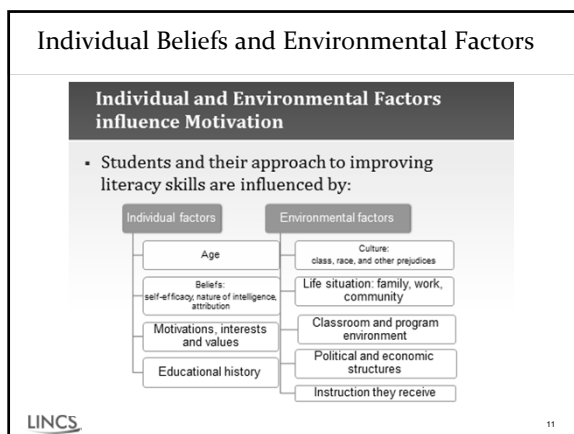 Individual Beliefs and Environmental Factors
Individual and Environmental Factors
influence Motivation
▪ Students and their approach to improving
literacy skills are influenced by:
Individual factors
Age
Beliefs:
self-efficacy, nature of intelligence,
attribution
Motivations, interests
and values
Educational history
Environmental factors
Culture:
class, race, and other prejudices
Life situation: family, work,
community
Classroom and program
environment
Political and economic
structures
Instruction they receive
LINCS
11